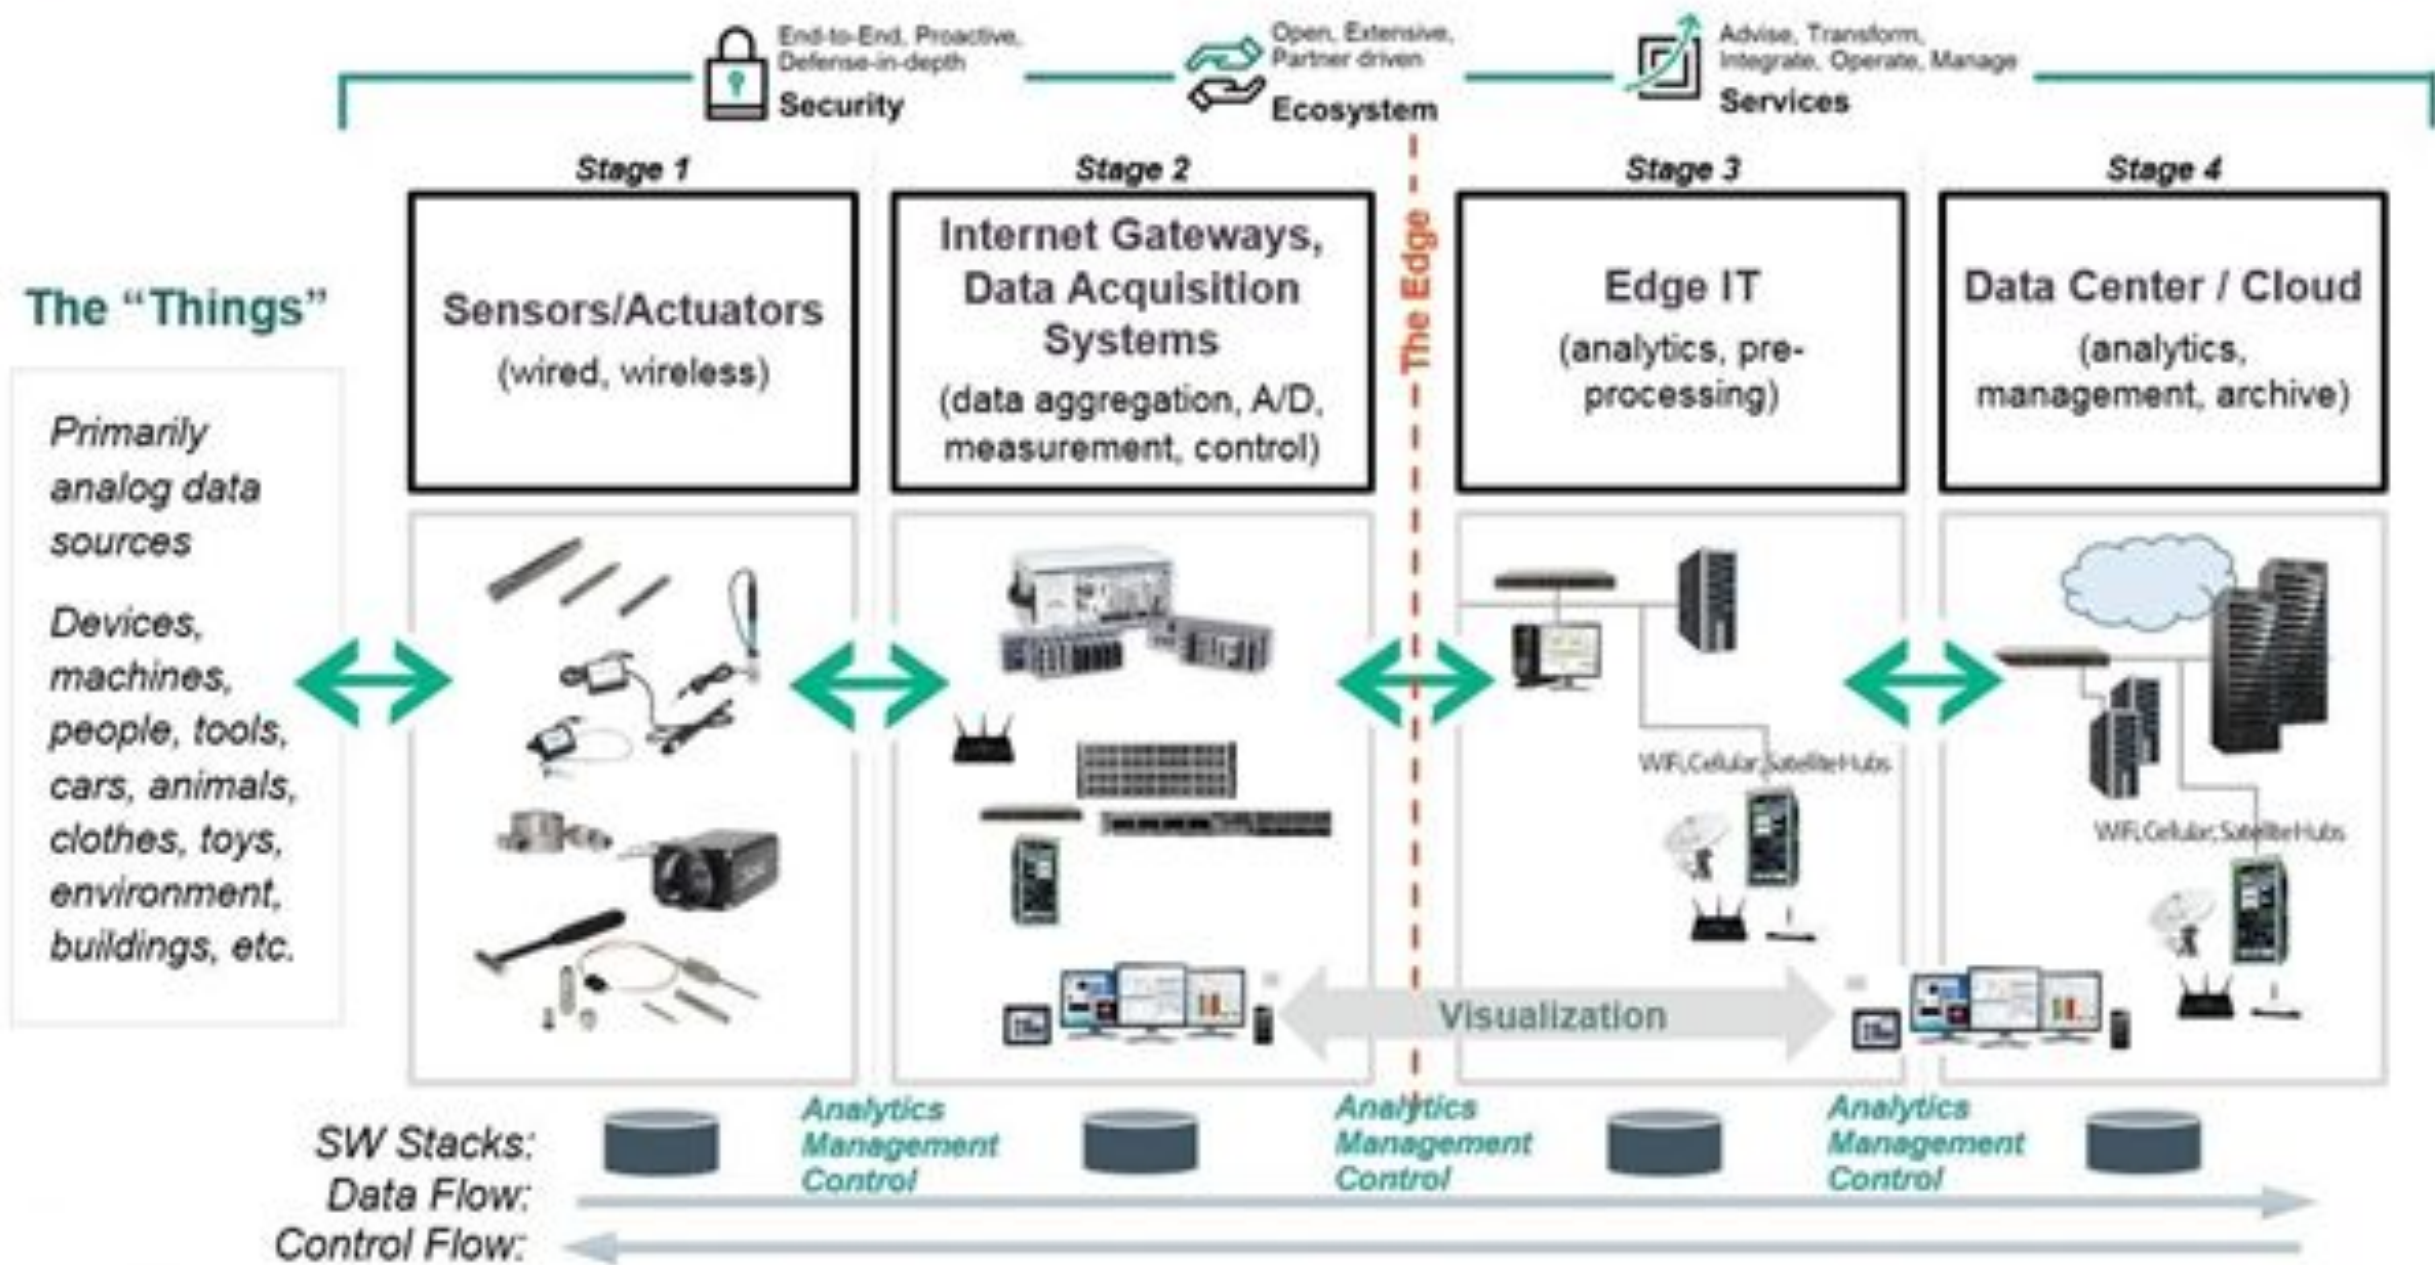 End-to-End, Proactive,
Defense-in-depth
Security
Open, Extensive,
Partner driven
Ecosystem
Advise, Transform,
Integrate, Operate, Manage
Services
Stage 1
Stage 2
Stage 3
Stage 4
The "Things"
Primarily
analog data
sources
Devices,
machines,
people, tools,
cars, animals,
clothes, toys,
environment,
buildings, etc.
Sensors/Actuators
(wired, wireless)
Internet Gateways,
Data Acquisition
Systems
(data aggregation, A/D,
measurement, control)
The Edge
Edge IT
(analytics, pre-
processing)
Data Center / Cloud
(analytics,
management, archive)
WiFi, Cellular, Satellite Hubs
WiFi, Cellular, Satellite Hubs
Visualization
SW Stacks:
Analytics
Management
Control
Analytics
Management
Control
Analytics
Management
Control
Data Flow:
Control Flow: